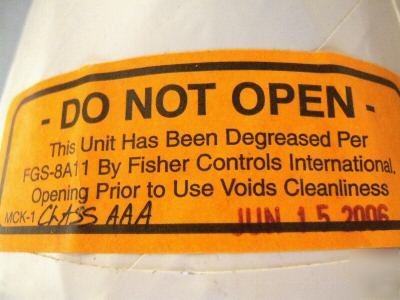 - DO NOT OPEN -
This Unit Has Been Degreased Per
FGS-8A11 By Fisher Controls International.
Opening Prior to Use Voids Cleanliness
MCK-1 CLASS AAA JUN 15 2006